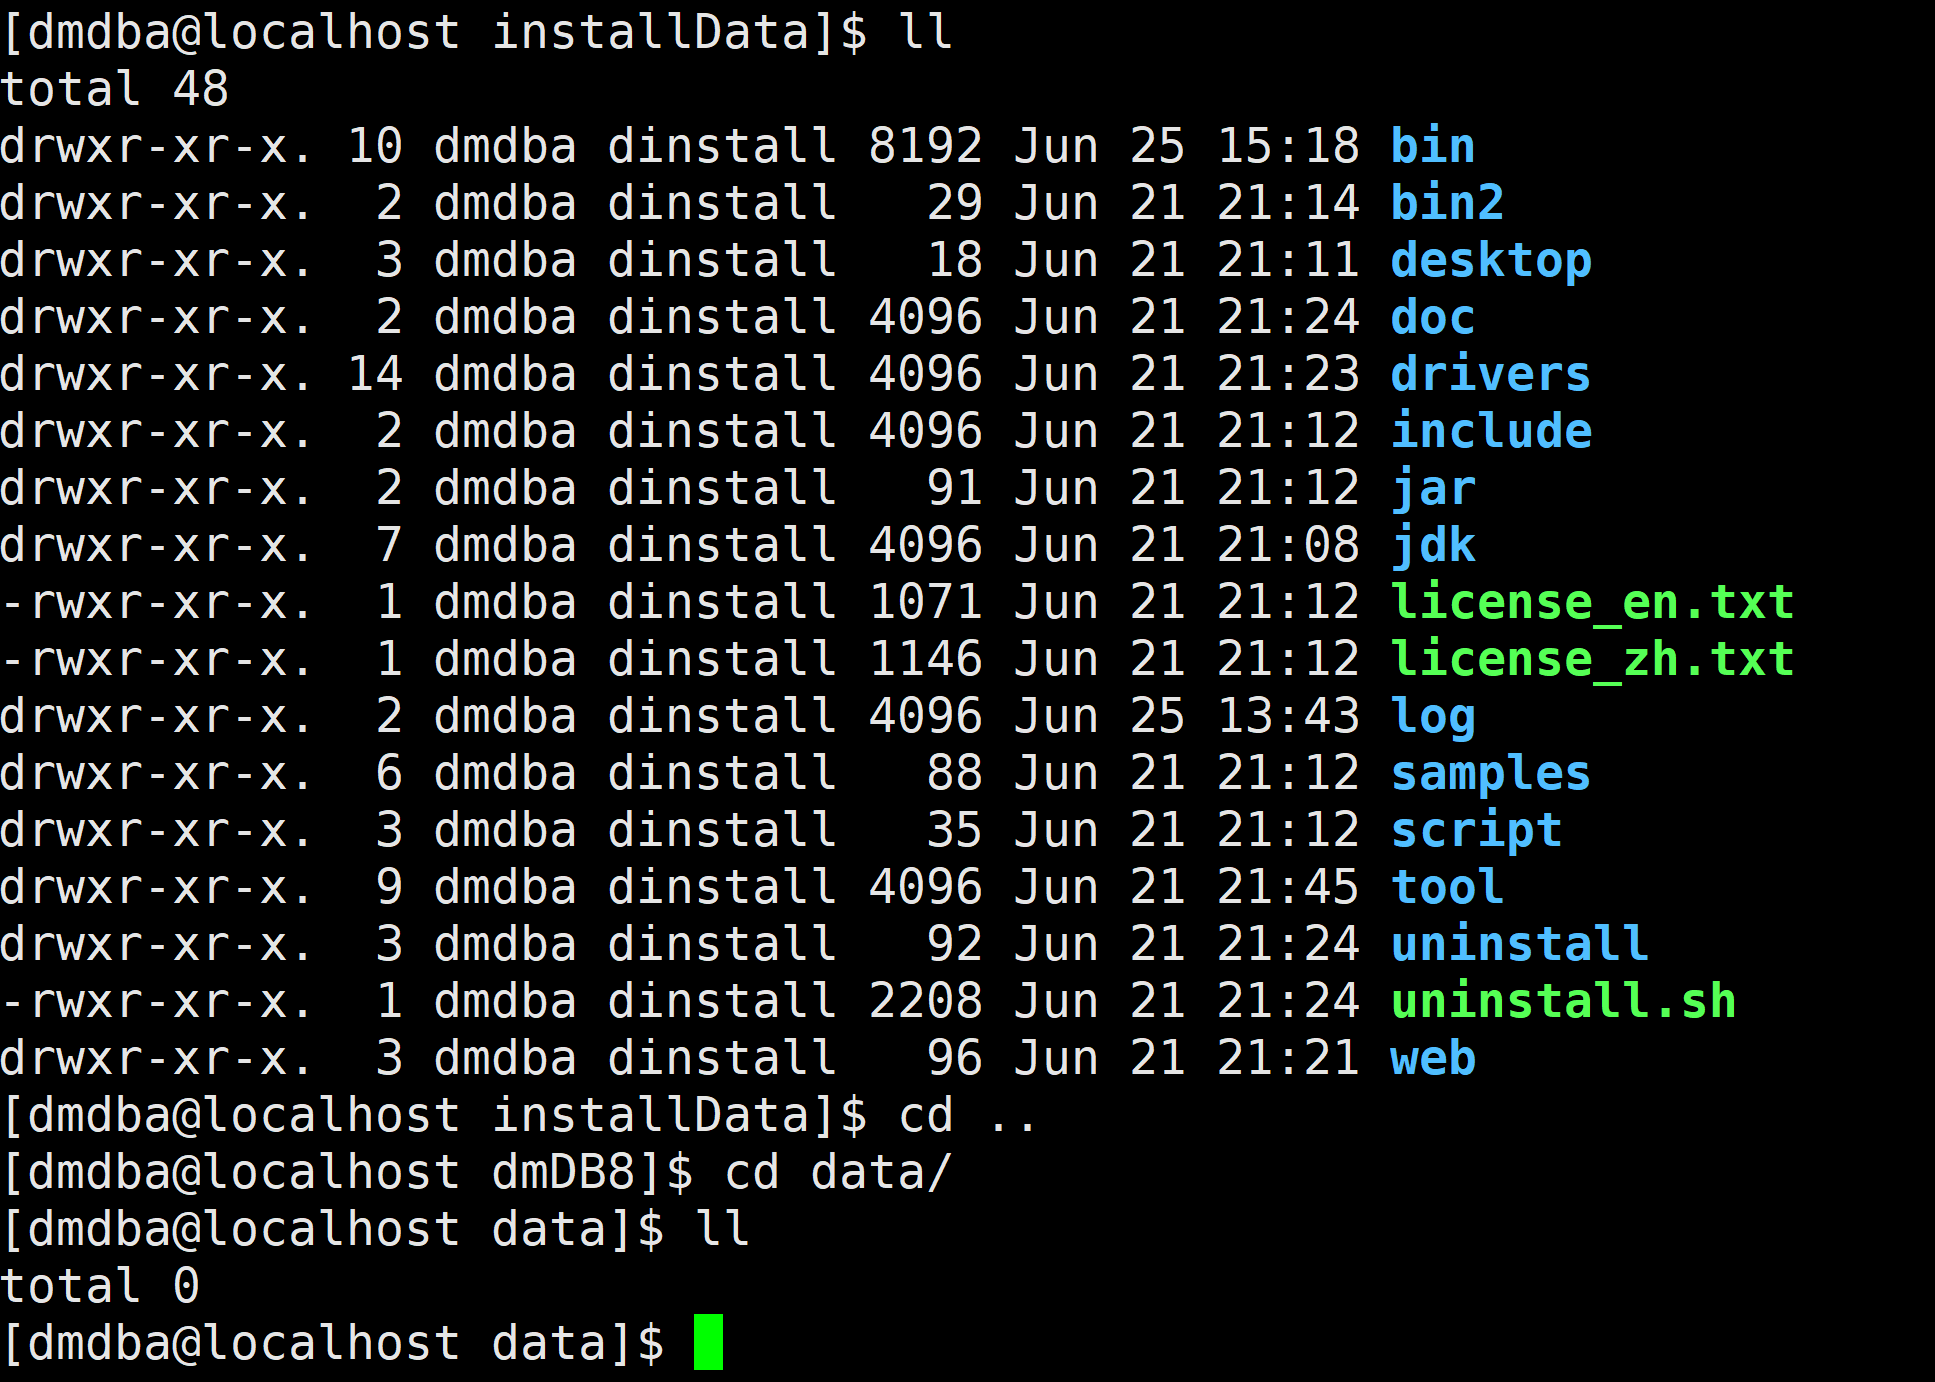 [dmdba@localhost installData]$ ll
total 48
drwxr-xr-x. 10 dmdba dinstall 8192 Jun 25 15:18 bin
drwxr-xr-x.  2 dmdba dinstall   29 Jun 21 21:14 bin2
drwxr-xr-x.  3 dmdba dinstall   18 Jun 21 21:11 desktop
drwxr-xr-x.  2 dmdba dinstall 4096 Jun 21 21:24 doc
drwxr-xr-x. 14 dmdba dinstall 4096 Jun 21 21:23 drivers
drwxr-xr-x.  2 dmdba dinstall 4096 Jun 21 21:12 include
drwxr-xr-x.  2 dmdba dinstall   91 Jun 21 21:12 jar
drwxr-xr-x.  7 dmdba dinstall 4096 Jun 21 21:08 jdk
-rwxr-xr-x.  1 dmdba dinstall 1071 Jun 21 21:12 license_en.txt
-rwxr-xr-x.  1 dmdba dinstall 1146 Jun 21 21:12 license_zh.txt
drwxr-xr-x.  2 dmdba dinstall 4096 Jun 25 13:43 log
drwxr-xr-x.  6 dmdba dinstall   88 Jun 21 21:12 samples
drwxr-xr-x.  3 dmdba dinstall   35 Jun 21 21:12 script
drwxr-xr-x.  9 dmdba dinstall 4096 Jun 21 21:45 tool
drwxr-xr-x.  3 dmdba dinstall   92 Jun 21 21:24 uninstall
-rwxr-xr-x.  1 dmdba dinstall 2208 Jun 21 21:24 uninstall.sh
drwxr-xr-x.  3 dmdba dinstall   96 Jun 21 21:21 web
[dmdba@localhost installData]$ cd ..
[dmdba@localhost dmDB8]$ cd data/
[dmdba@localhost data]$ ll
total 0
[dmdba@localhost data]$